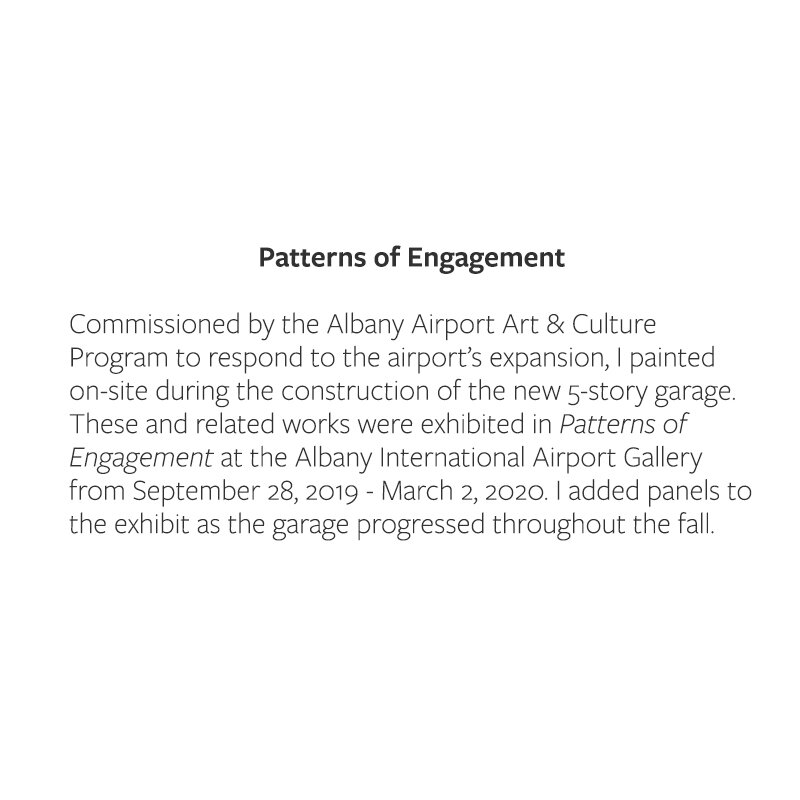 Patterns of Engagement
Commissioned by the Albany Airport Art & Culture
Program to respond to the airport’s expansion, I painted
on-site during the construction of the new 5-story garage.
These and related works were exhibited in Patterns of
Engagement at the Albany International Airport Gallery
from September 28, 2019 - March 2, 2020. I added panels to
the exhibit as the garage progressed throughout the fall.